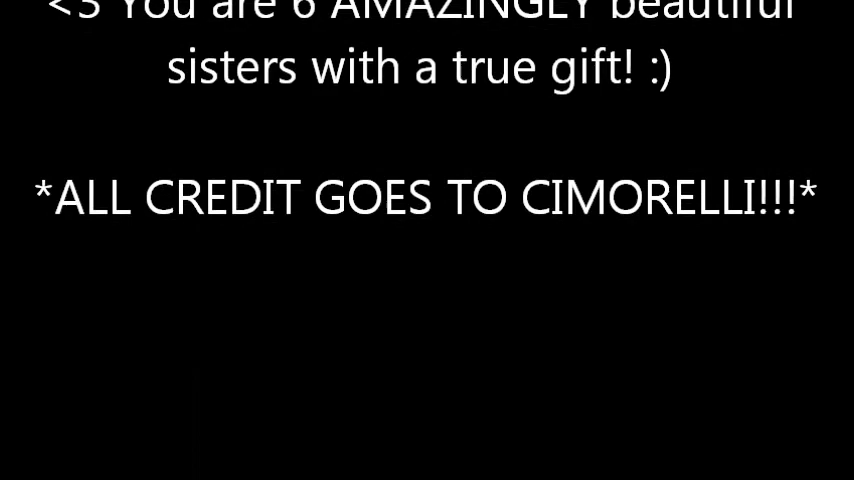 <3 You are 6 AMAZINGLY beautiful
sisters with a true gift! :)
*ALL CREDIT GOES TO CIMORELLI!!!*